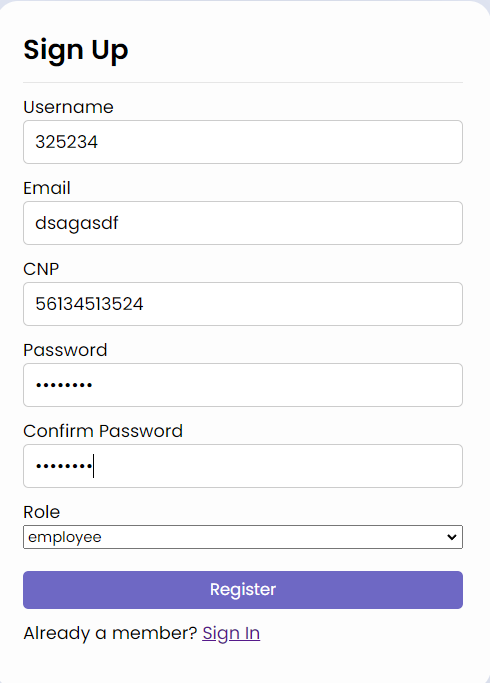 Sign Up
Username
325234
Email
dsagasdf
CNP
56134513524
Password
••••••••
Confirm Password
••••••••
Role
employee
Register
Already a member? Sign In